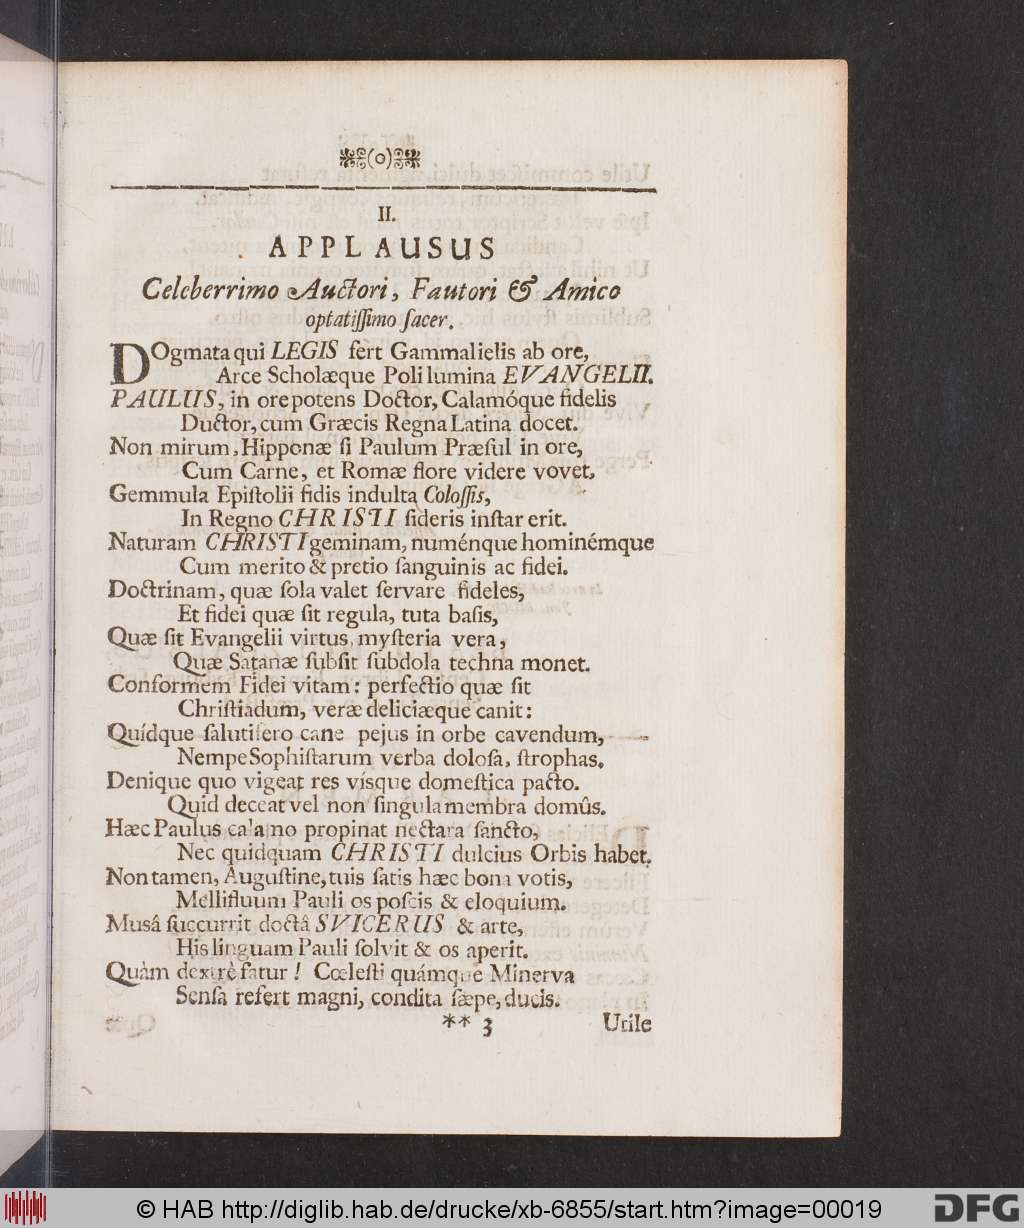 (o)
II.
APPLAUSUS
Celeberrimo Auctori, Fautori & Amico
optatiſſimo ſacer.
DOgmata qui LEGIS fert Gammalielis ab ore,
Arce Scholæque Poli lumina EVANGELII.
PAULUS, in ore potens Doctor, Calamóque fidelis
Ductor, cum Græcis Regna Latina docet.
Non mirum, Hipponæ ſi Paulum Præſul in ore,
Cum Carne, et Romæ flore videre vovet,
Gemmula Epiſtolii fidis indulta Coloſſis,
In Regno CHRISTI ſideris inſtar erit.
Naturam CHRISTI geminam, numénque hominémque
Cum merito & pretio ſanguinis ac fidei.
Doctrinam, quæ ſola valet ſervare fideles,
Et fidei quæ ſit regula, tuta baſis,
Quæ ſit Evangelii virtus, myſteria vera,
Quæ Satanæ ſubſit ſubdola techna monet.
Conformem Fidei vitam: perfectio quæ ſit
Chriſtiadum, veræ deliciæque canit:
Quídque ſalutifero cane pejus in orbe cavendum,
Nempe Sophiſtarum verba doloſa, ſtrophas.
Denique quo vigeat res vísque domeſtica pacto.
Quid deceat vel non ſingula membra domûs.
Hæc Paulus calamo propinat nectara ſancto,
Nec quidquam CHRISTI dulcius Orbis habet.
Non tamen, Auguſtine, tuis ſatis hæc bona votis,
Mellifluum Pauli os poſcis & eloquium.
Musâ ſuccurrit doctâ SVICERUS & arte,
His linguam Pauli ſolvit & os aperit.
Quàm dextrè fatur! Cœleſti quámque Minerva
Senſa refert magni, condita ſæpe, ducis.
** 3
Utile
© HAB http://diglib.hab.de/drucke/xb-6855/start.htm?image=00019
DFG